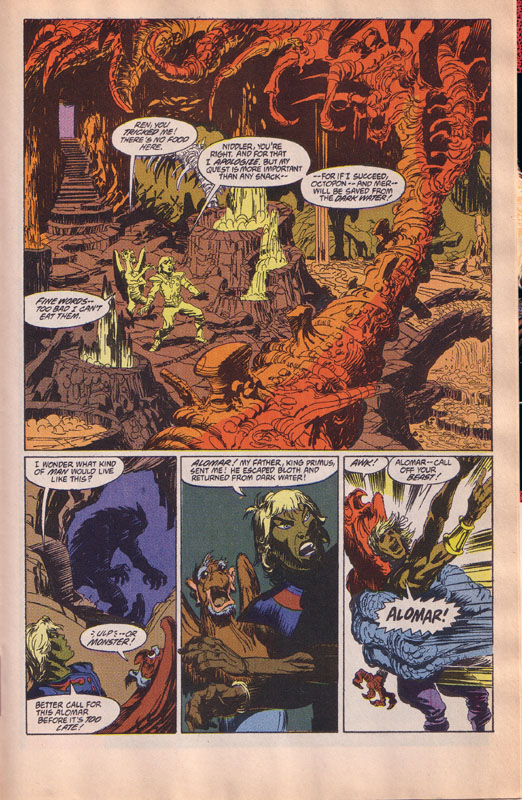 REN, YOU
TRICKED ME!
THERE'S NO FOOD
HERE.
NIDDLER, YOU'RE
RIGHT. AND FOR THAT
I APOLOGIZE. BUT MY
QUEST IS MORE IMPORTANT
THAN ANY SNACK--
--FOR IF I SUCCEED,
OCTOPON -- AND MER--
WILL BE SAVED FROM
THE DARK WATER!
FINE WORDS--
TOO BAD I CAN'T
EAT THEM.
I WONDER WHAT KIND
OF MAN WOULD LIVE
LIKE THIS?
:ULP:--OR
MONSTER!
BETTER CALL FOR
THIS ALOMAR
BEFORE IT'S TOO
LATE!
ALOMAR! MY FATHER, KING PRIMUS,
SENT ME! HE ESCAPED BLOTH AND
RETURNED FROM DARK WATER!
AWK!
ALOMAR--CALL
OFF YOUR
BEAST!
ALOMAR!